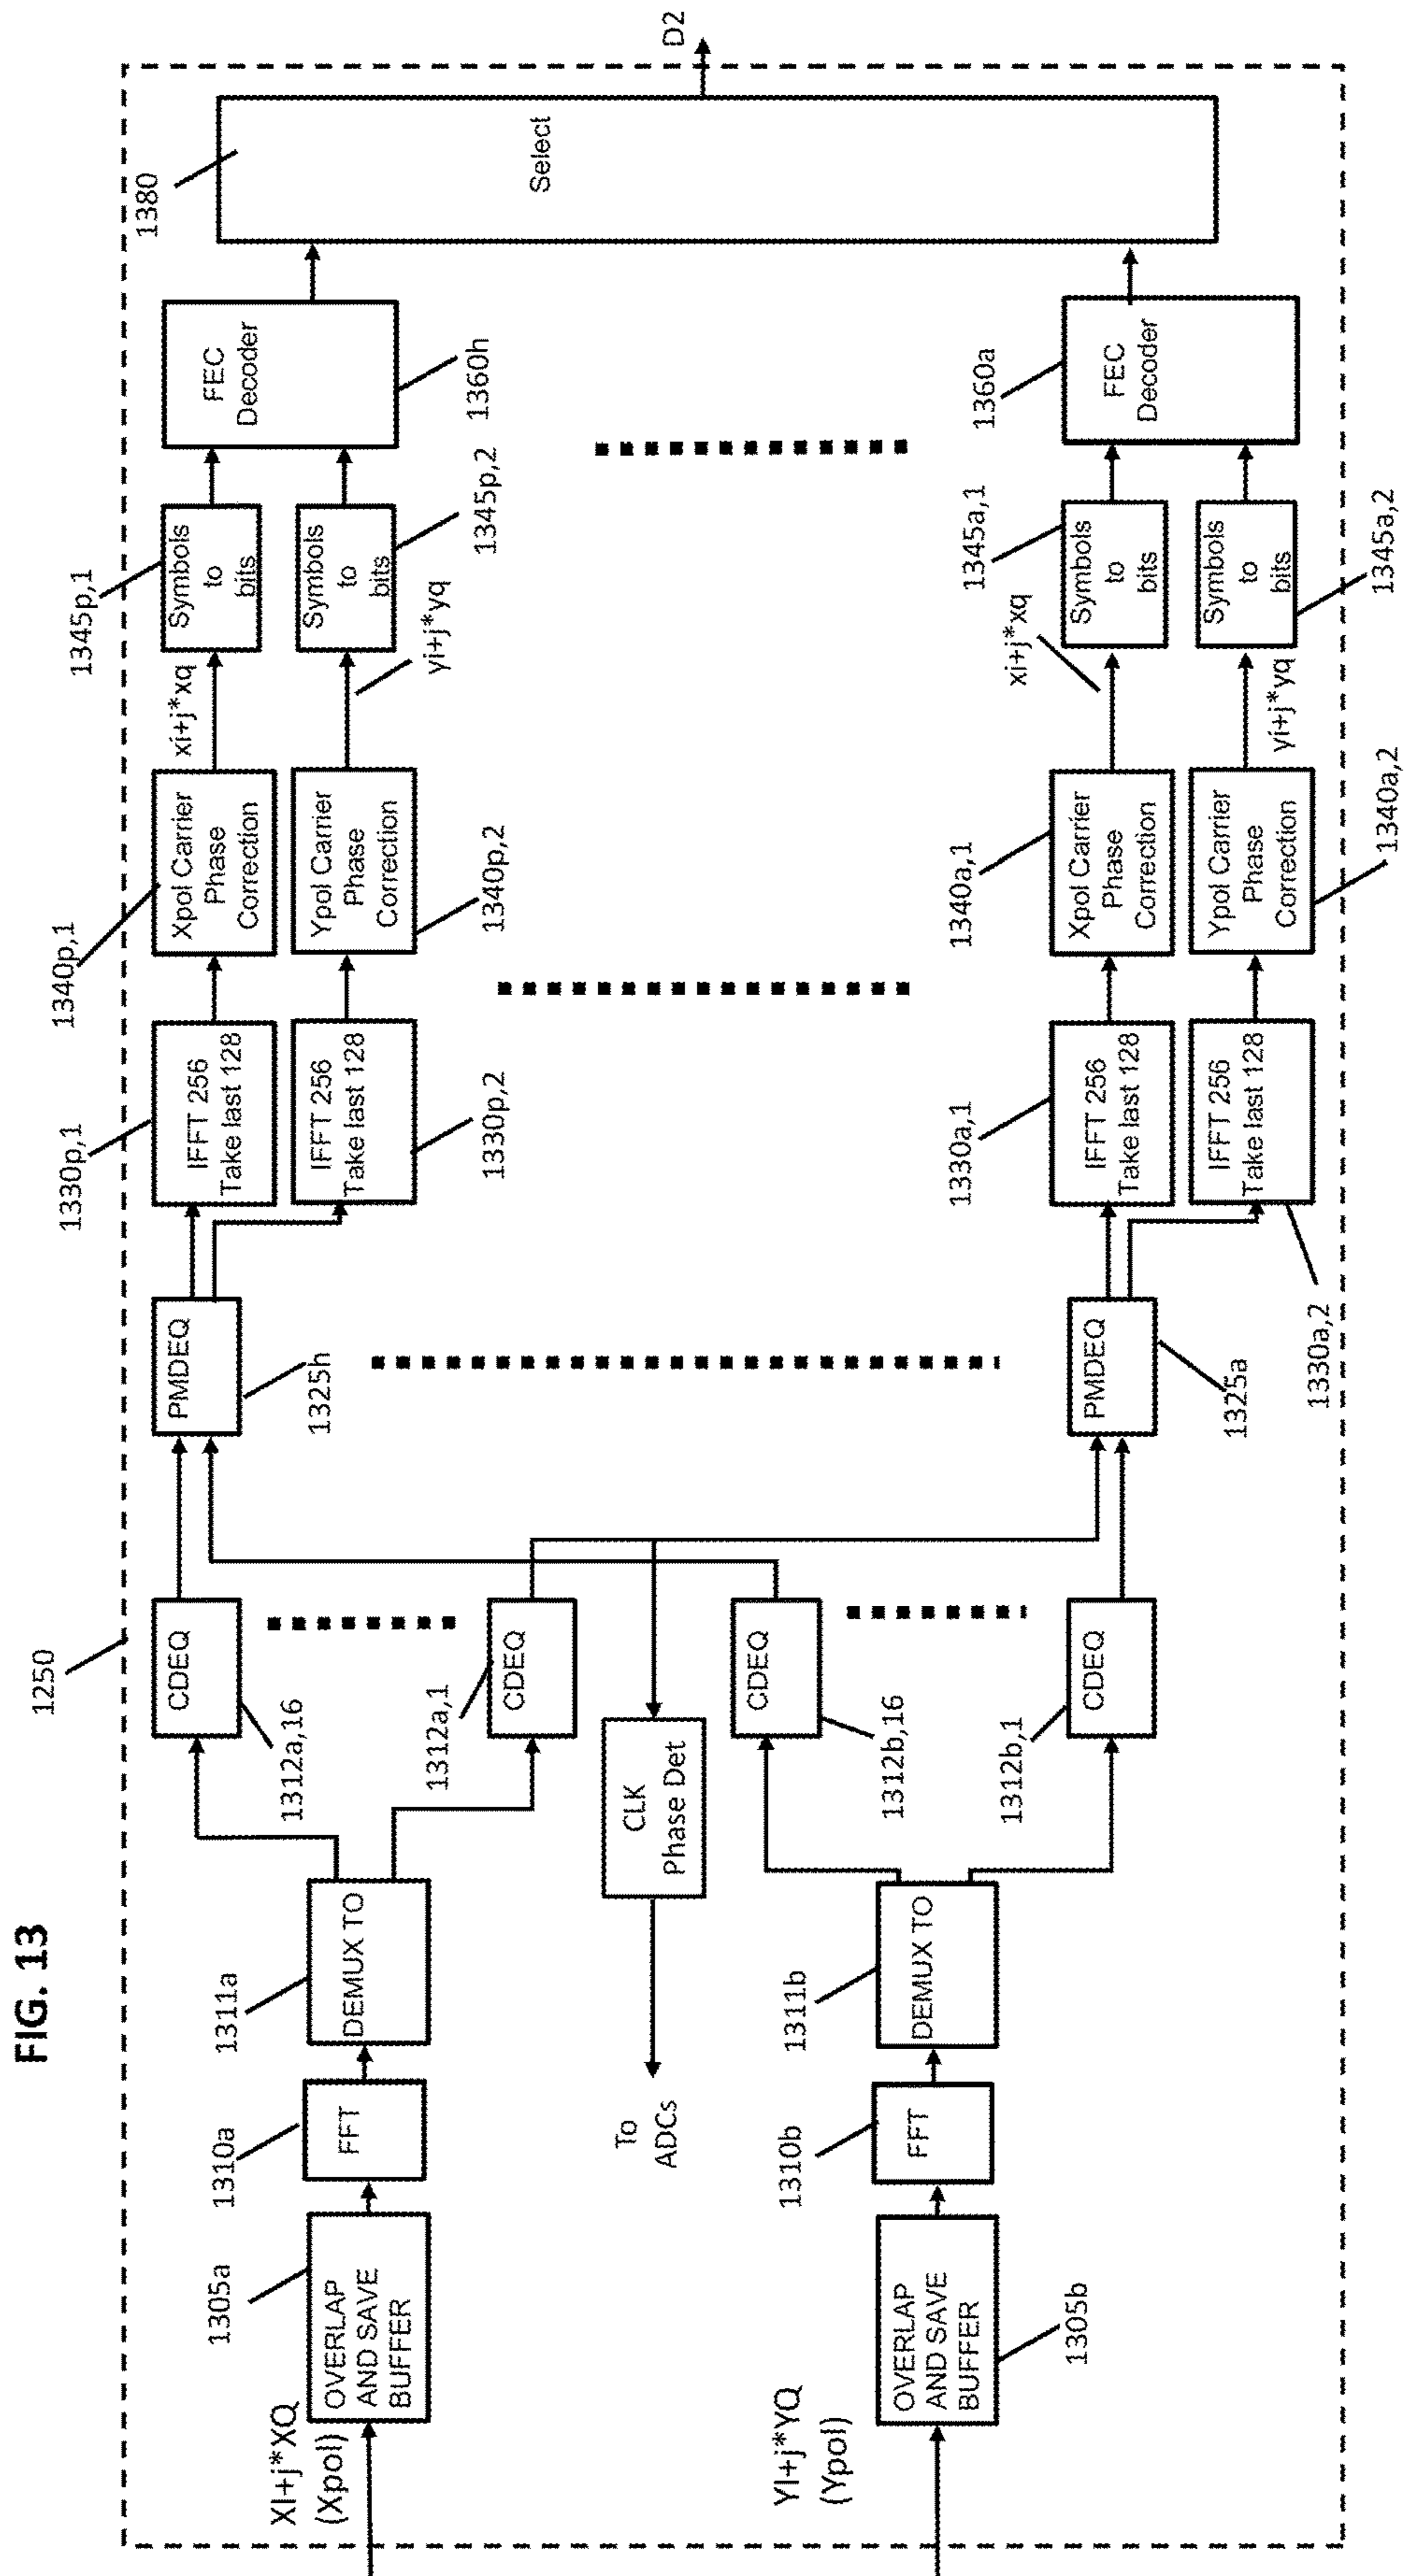 FIG. 13
1250
XI+j*XQ
(Xpol)
1305a
OVERLAP
AND SAVE
BUFFER
1310a
FFT
1311a
DEMUX TO
CDEQ
1312a,16
CDEQ
1312a,1
CLK
Phase Det
To
ADCs
YI+j*YQ
(Ypol)
OVERLAP
AND SAVE
BUFFER
1305b
1310b
FFT
1311b
DEMUX TO
CDEQ
1312b,16
CDEQ
1312b,1
PMDEQ
1325h
PMDEQ
1325a
1330p,1
IFFT 256
Take last 128
IFFT 256
Take last 128
1330p,2
1330a,1
IFFT 256
Take last 128
IFFT 256
Take last 128
1330a,2
1340p,1
Xpol Carrier
Phase
Correction
Ypol Carrier
Phase
Correction
1340p,2
1340a,1
Xpol Carrier
Phase
Correction
Ypol Carrier
Phase
Correction
1340a,2
xi+j*xq
yi+j*yq
xi+j*xq
yi+j*yq
1345p,1
Symbols
to
bits
Symbols
to
bits
1345p,2
1345a,1
Symbols
to
bits
Symbols
to
bits
1345a,2
FEC
Decoder
1360h
1360a
FEC
Decoder
1380
Select
D2